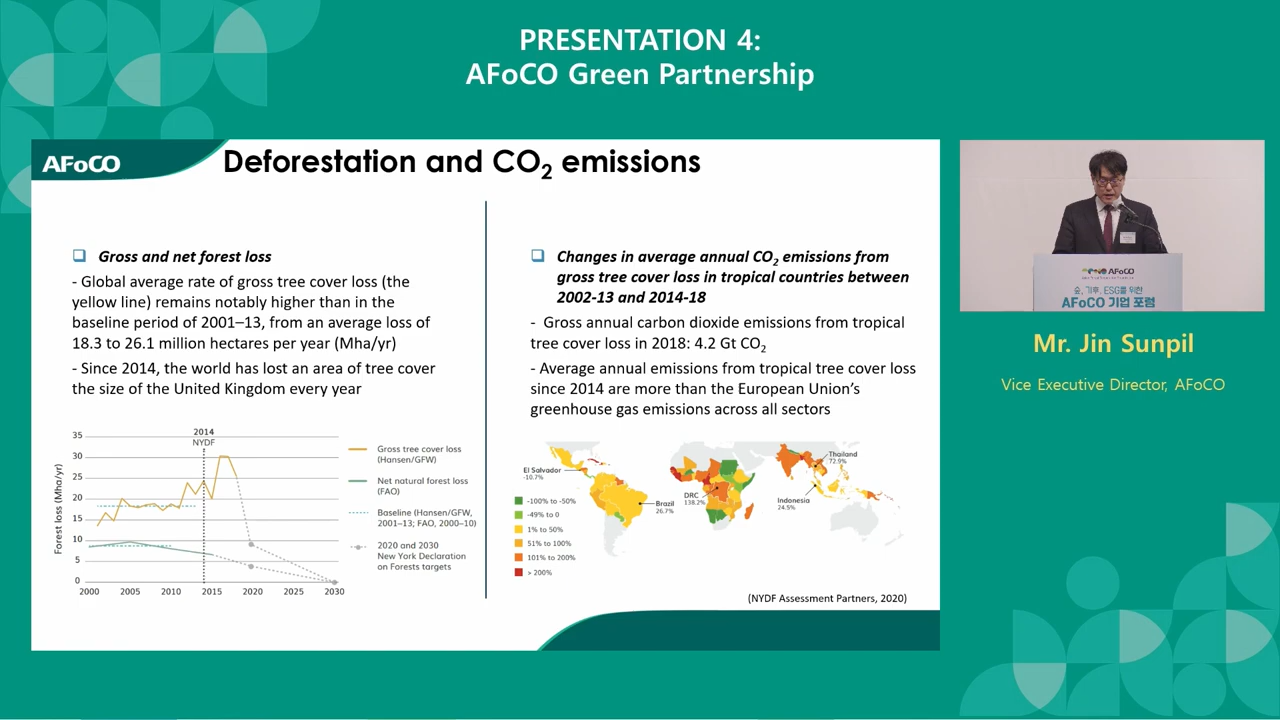 PRESENTATION 4:
AFoCO Green Partnership
AFoCO
Deforestation and CO2 emissions
❑ Gross and net forest loss
- Global average rate of gross tree cover loss (the
yellow line) remains notably higher than in the
baseline period of 2001–13, from an average loss of
18.3 to 26.1 million hectares per year (Mha/yr)
- Since 2014, the world has lost an area of tree cover
the size of the United Kingdom every year
2014
NYDF
Forest loss (Mha/yr)
35
30
25
20
15
10
5
0
2000 2005 2010 2015 2020 2025 2030
Gross tree cover loss
(Hansen/GFW)
Net natural forest loss
(FAO)
Baseline (Hansen/GFW,
2001–13; FAO, 2000–10)
2020 and 2030
New York Declaration
on Forests targets
❑ Changes in average annual CO2 emissions from
gross tree cover loss in tropical countries between
2002-13 and 2014-18
- Gross annual carbon dioxide emissions from tropical
tree cover loss in 2018: 4.2 Gt CO2
- Average annual emissions from tropical tree cover loss
since 2014 are more than the European Union's
greenhouse gas emissions across all sectors
El Salvador
-10.7%
Brazil
26.7%
DRC
138.2%
Thailand
72.9%
Indonesia
24.5%
-100% to -50%
-49% to 0
1% to 50%
51% to 100%
101% to 200%
> 200%
(NYDF Assessment Partners, 2020)
AFoCO
숲, 기후, ESG를 위한
AFoCO 기업 포럼
Mr. Jin Sunpil
Vice Executive Director, AFoCO